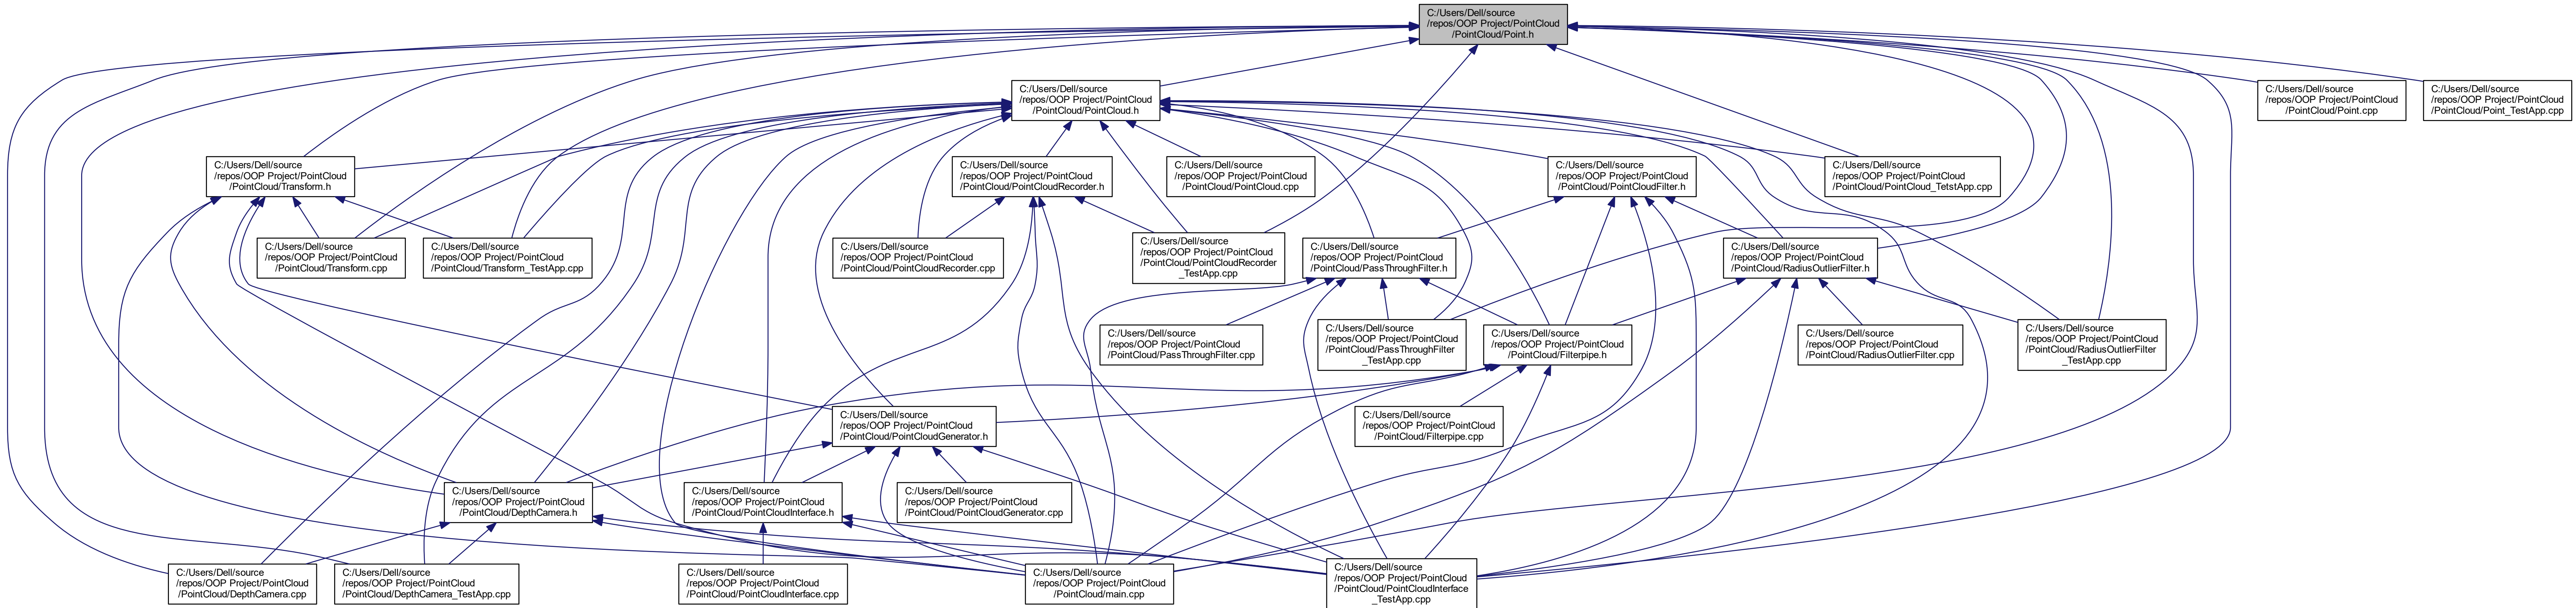 C:/Users/Dell/source
/repos/OOP Project/PointCloud
/PointCloud/Point.h
C:/Users/Dell/source
/repos/OOP Project/PointCloud
/PointCloud/PointCloud.h
C:/Users/Dell/source
/repos/OOP Project/PointCloud
/PointCloud/Point.cpp
C:/Users/Dell/source
/repos/OOP Project/PointCloud
/PointCloud/Point_TestApp.cpp
C:/Users/Dell/source
/repos/OOP Project/PointCloud
/PointCloud/Transform.h
C:/Users/Dell/source
/repos/OOP Project/PointCloud
/PointCloud/PointCloudRecorder.h
C:/Users/Dell/source
/repos/OOP Project/PointCloud
/PointCloud/PointCloud.cpp
C:/Users/Dell/source
/repos/OOP Project/PointCloud
/PointCloud/PointCloudFilter.h
C:/Users/Dell/source
/repos/OOP Project/PointCloud
/PointCloud/PointCloud_TetstApp.cpp
C:/Users/Dell/source
/repos/OOP Project/PointCloud
/PointCloud/Transform.cpp
C:/Users/Dell/source
/repos/OOP Project/PointCloud
/PointCloud/Transform_TestApp.cpp
C:/Users/Dell/source
/repos/OOP Project/PointCloud
/PointCloud/PointCloudRecorder.cpp
C:/Users/Dell/source
/repos/OOP Project/PointCloud
/PointCloud/PointCloudRecorder
_TestApp.cpp
C:/Users/Dell/source
/repos/OOP Project/PointCloud
/PointCloud/PassThroughFilter.h
C:/Users/Dell/source
/repos/OOP Project/PointCloud
/PointCloud/RadiusOutlierFilter.h
C:/Users/Dell/source
/repos/OOP Project/PointCloud
/PointCloud/PassThroughFilter.cpp
C:/Users/Dell/source
/repos/OOP Project/PointCloud
/PointCloud/PassThroughFilter
_TestApp.cpp
C:/Users/Dell/source
/repos/OOP Project/PointCloud
/PointCloud/Filterpipe.h
C:/Users/Dell/source
/repos/OOP Project/PointCloud
/PointCloud/RadiusOutlierFilter.cpp
C:/Users/Dell/source
/repos/OOP Project/PointCloud
/PointCloud/RadiusOutlierFilter
_TestApp.cpp
C:/Users/Dell/source
/repos/OOP Project/PointCloud
/PointCloud/PointCloudGenerator.h
C:/Users/Dell/source
/repos/OOP Project/PointCloud
/PointCloud/Filterpipe.cpp
C:/Users/Dell/source
/repos/OOP Project/PointCloud
/PointCloud/DepthCamera.h
C:/Users/Dell/source
/repos/OOP Project/PointCloud
/PointCloud/PointCloudInterface.h
C:/Users/Dell/source
/repos/OOP Project/PointCloud
/PointCloud/PointCloudGenerator.cpp
C:/Users/Dell/source
/repos/OOP Project/PointCloud
/PointCloud/DepthCamera.cpp
C:/Users/Dell/source
/repos/OOP Project/PointCloud
/PointCloud/DepthCamera_TestApp.cpp
C:/Users/Dell/source
/repos/OOP Project/PointCloud
/PointCloud/PointCloudInterface.cpp
C:/Users/Dell/source
/repos/OOP Project/PointCloud
/PointCloud/main.cpp
C:/Users/Dell/source
/repos/OOP Project/PointCloud
/PointCloud/PointCloudInterface
_TestApp.cpp